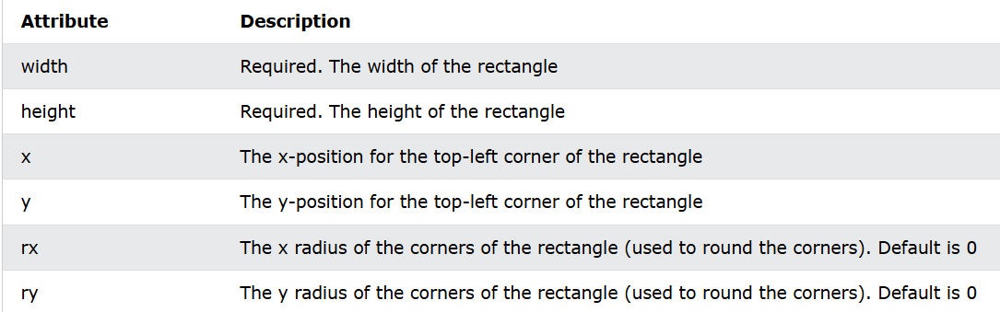 Attribute Description
width Required. The width of the rectangle
height Required. The height of the rectangle
x The x-position for the top-left corner of the rectangle
y The y-position for the top-left corner of the rectangle
rx The x radius of the corners of the rectangle (used to round the corners). Default is 0
ry The y radius of the corners of the rectangle (used to round the corners). Default is 0